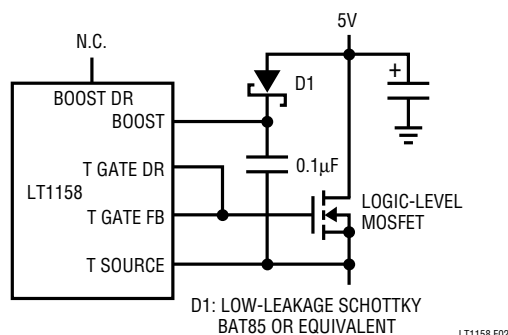 N.C.
5V
BOOST DR
BOOST
D1
+
T GATE DR
0.1μF
LT1158
LOGIC-LEVEL
MOSFET
T GATE FB
T SOURCE
D1: LOW-LEAKAGE SCHOTTKY
BAT85 OR EQUIVALENT
LT1158 F02